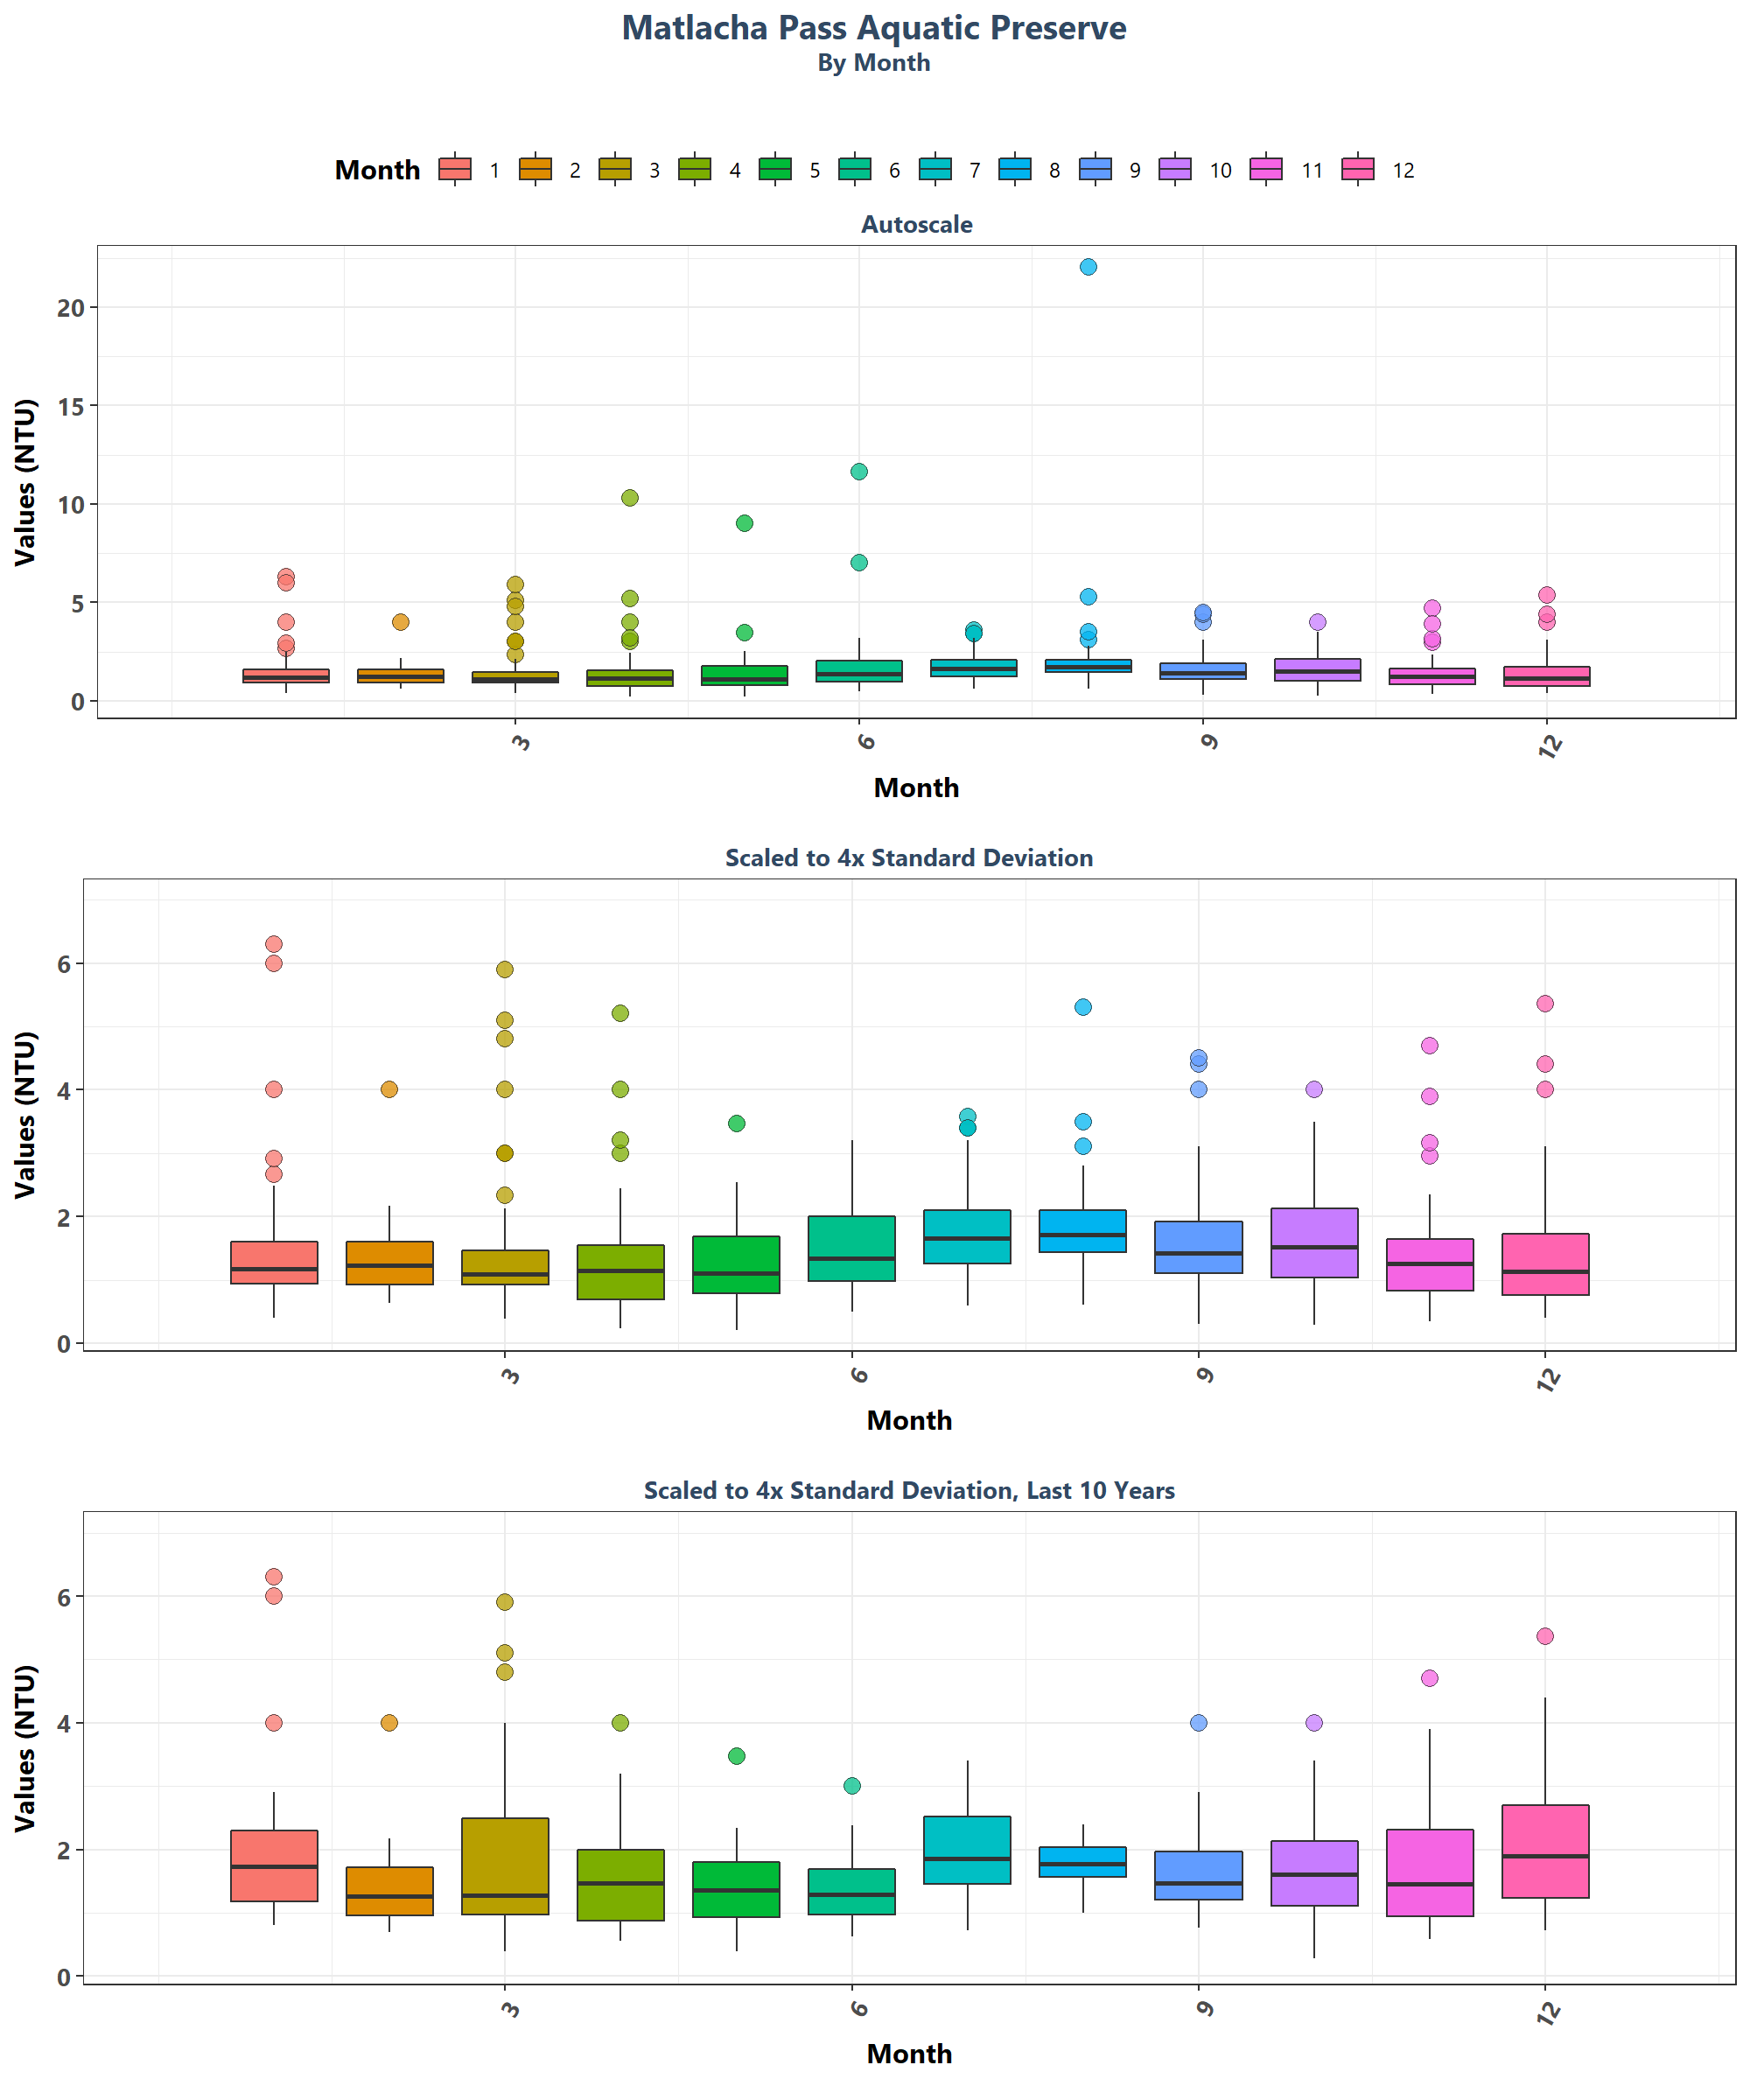 Matlacha Pass Aquatic Preserve
By Month
Month 1 2 3 4 5 6 7 8 9 10 11 12
Autoscale
Values (NTU)
20
15
10
5
0
3 6 9 12
Month
Scaled to 4x Standard Deviation
Values (NTU)
6
4
2
0
3 6 9 12
Month
Scaled to 4x Standard Deviation, Last 10 Years
Values (NTU)
6
4
2
0
3 6 9 12
Month